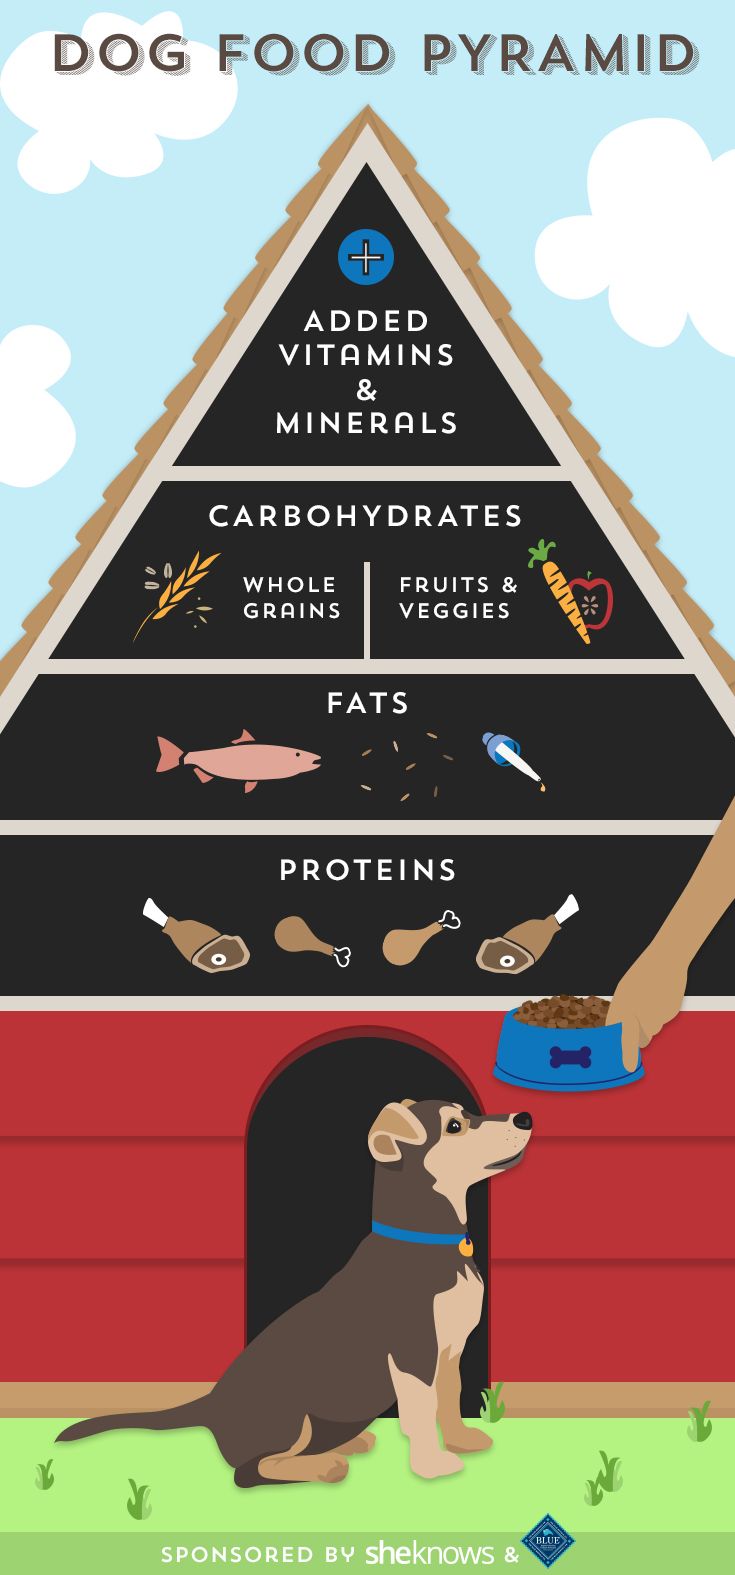 DOG FOOD PYRAMID
ADDED
VITAMINS
&
MINERALS
CARBOHYDRATES
WHOLE
GRAINS
FRUITS &
VEGGIES
FATS
PROTEINS
SPONSORED BY sheknows & BLUE